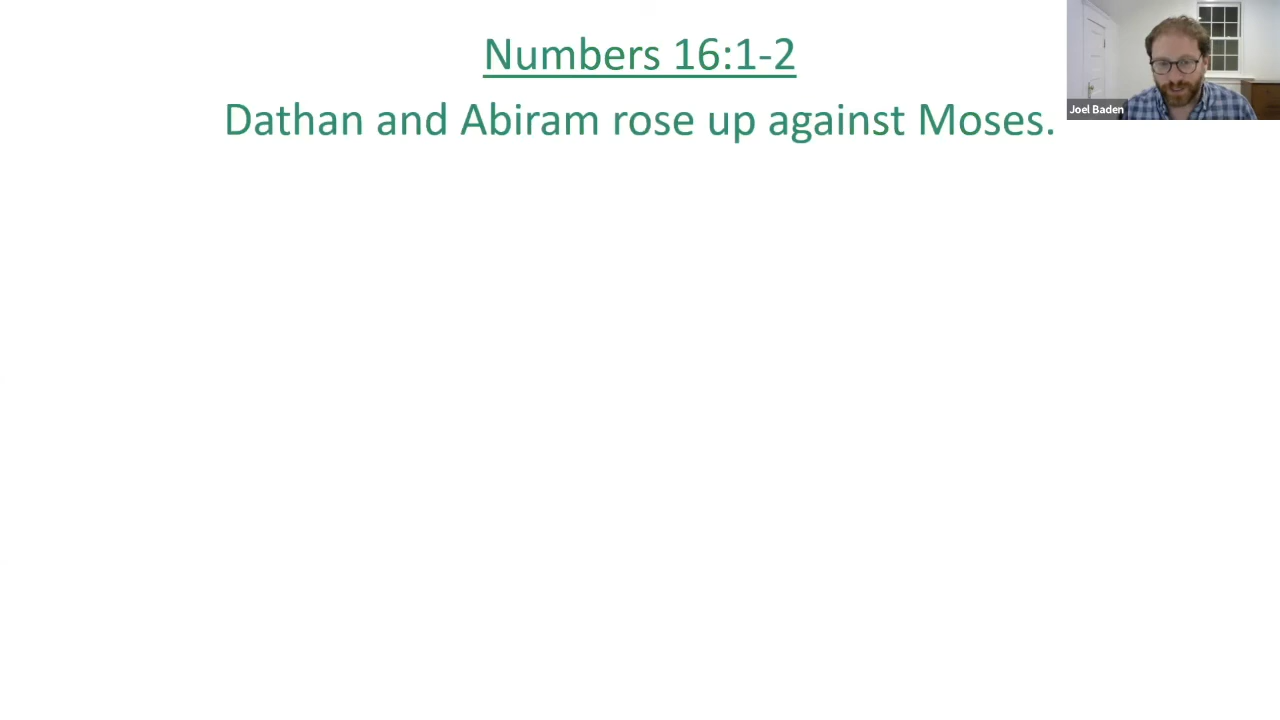 Numbers 16:1-2
Dathan and Abiram rose up against Moses.
Joel Baden